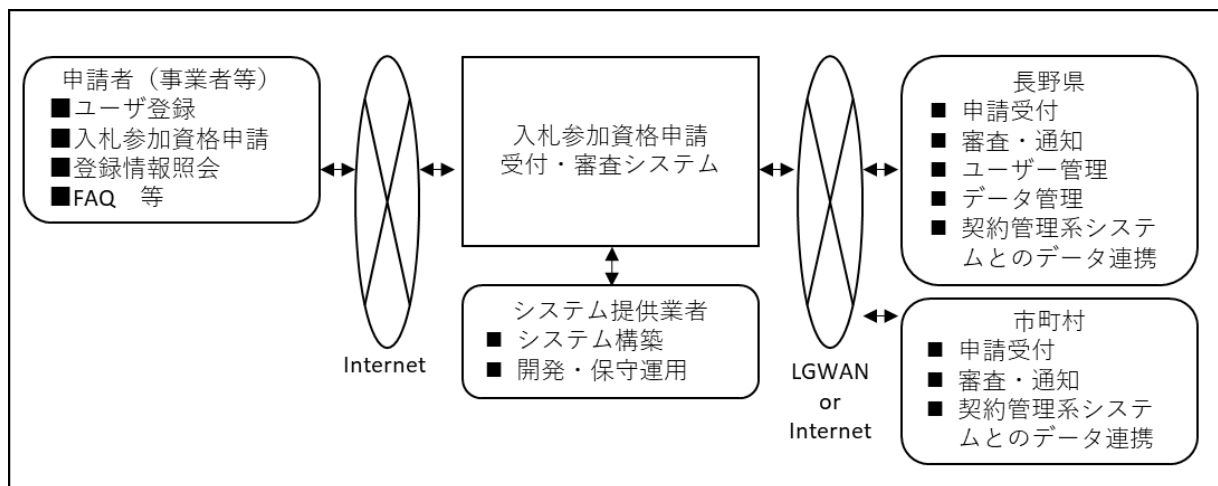 申請者（事業者等）
■ユーザ登録
■入札参加資格申請
■登録情報照会
■FAQ　等
Internet
入札参加資格申請
受付・審査システム
システム提供業者
■ システム構築
■ 開発・保守運用
LGWAN
or
Internet
長野県
■ 申請受付
■ 審査・通知
■ ユーザー管理
■ データ管理
■ 契約管理系システ
ムとのデータ連携
市町村
■ 申請受付
■ 審査・通知
■ 契約管理系システ
ムとのデータ連携